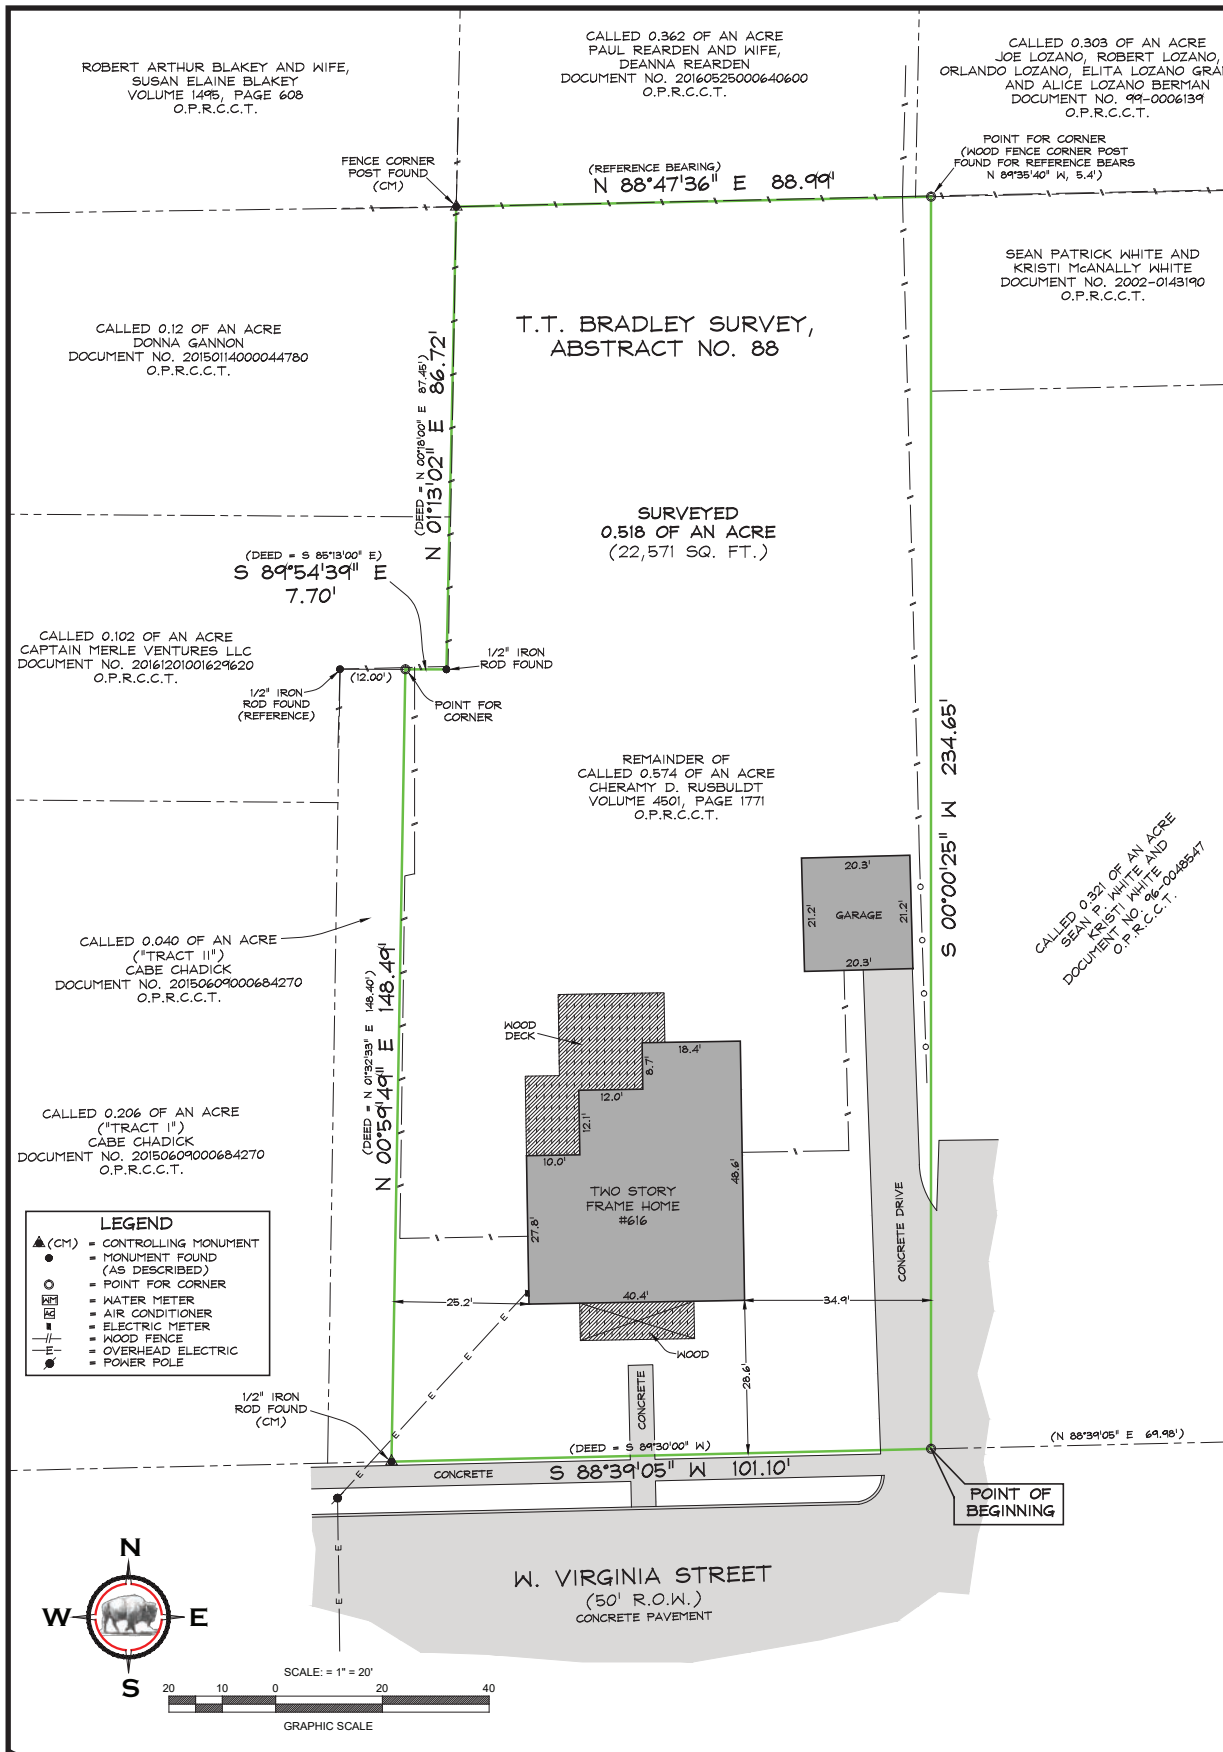 ROBERT ARTHUR BLAKEY AND WIFE,
SUSAN ELAINE BLAKEY
VOLUME 1495, PAGE 608
O.P.R.C.C.T.
CALLED 0.362 OF AN ACRE
PAUL REARDEN AND WIFE,
DEANNA REARDEN
DOCUMENT NO. 20160525000640600
O.P.R.C.C.T.
CALLED 0.303 OF AN ACRE
JOE LOZANO, ROBERT LOZANO,
ORLANDO LOZANO, ELITA LOZANO
AND ALICE LOZANO BERMAN
DOCUMENT NO. 99-0006139
O.P.R.C.C.T.
FENCE CORNER
POST FOUND
(CM)
(REFERENCE BEARING)
N 88°47'36" E 88.99'
POINT FOR CORNER
(WOOD FENCE CORNER POST
FOUND FOR REFERENCE BEARS
N 89°35'40" W, 5.4')
SEAN PATRICK WHITE AND
KRISTI McANALLY WHITE
DOCUMENT NO. 2002-0143190
O.P.R.C.C.T.
CALLED 0.12 OF AN ACRE
DONNA GANNON
DOCUMENT NO. 20150114000044780
O.P.R.C.C.T.
T.T. BRADLEY SURVEY,
ABSTRACT NO. 88
(DEED = N 00°18'00" E 87.45')
N 01°13'02" E 86.72'
SURVEYED
0.518 OF AN ACRE
(22,571 SQ. FT.)
(DEED = S 85°13'00" E)
S 89°54'39" E
7.70'
CALLED 0.102 OF AN ACRE
CAPTAIN MERLE VENTURES LLC
DOCUMENT NO. 20161201001629620
O.P.R.C.C.T.
1/2" IRON
ROD FOUND
(REFERENCE)
(12.00')
POINT FOR
CORNER
1/2" IRON
ROD FOUND
REMAINDER OF
CALLED 0.574 OF AN ACRE
CHERAMY D. RUSBULDT
VOLUME 4501, PAGE 1771
O.P.R.C.C.T.
S 00°00'25" W 234.65'
CALLED 0.321 OF AN ACRE
SEAN P. WHITE AND
KRISTI WHITE
DOCUMENT NO. 96-0048547
O.P.R.C.C.T.
20.3'
21.2'
GARAGE
21.2'
20.3'
CALLED 0.040 OF AN ACRE
("TRACT II")
CABE CHADICK
DOCUMENT NO. 20150609000684270
O.P.R.C.C.T.
(DEED = N 01°32'33" E 148.40')
N 00°59'49" E 148.49'
WOOD
DECK
18.4'
8.7'
12.0'
12.1'
10.0'
48.6'
27.8'
TWO STORY
FRAME HOME
#616
40.4'
25.2'
34.9'
28.6'
WOOD
CONCRETE
CONCRETE DRIVE
CALLED 0.206 OF AN ACRE
("TRACT I")
CABE CHADICK
DOCUMENT NO. 20150609000684270
O.P.R.C.C.T.
LEGEND
(CM) = CONTROLLING MONUMENT
= MONUMENT FOUND
(AS DESCRIBED)
= POINT FOR CORNER
WM = WATER METER
AC = AIR CONDITIONER
= ELECTRIC METER
= WOOD FENCE
E = OVERHEAD ELECTRIC
= POWER POLE
1/2" IRON
ROD FOUND
(CM)
E
E
E
E
E
E
E
(DEED = S 89°30'00" W)
S 88°39'05" W 101.10'
CONCRETE
(N 88°39'05" E 69.98')
POINT OF
BEGINNING
W. VIRGINIA STREET
(50' R.O.W.)
CONCRETE PAVEMENT
N
W E
S
SCALE: = 1" = 20'
20 10 0 20 40
GRAPHIC SCALE